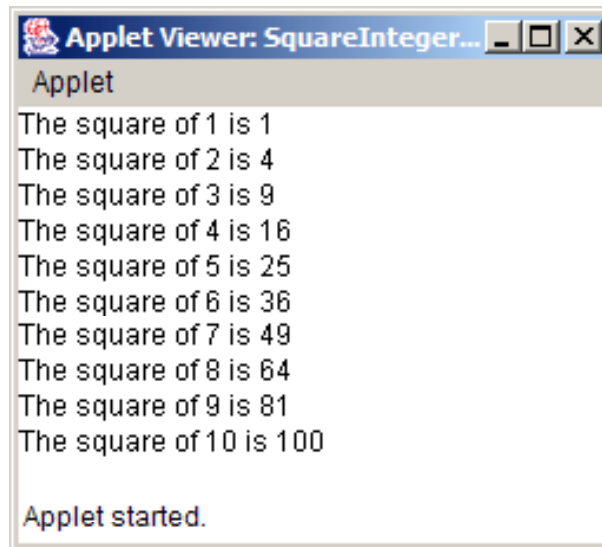 Applet Viewer: SquareInteger...
Applet
The square of 1 is 1
The square of 2 is 4
The square of 3 is 9
The square of 4 is 16
The square of 5 is 25
The square of 6 is 36
The square of 7 is 49
The square of 8 is 64
The square of 9 is 81
The square of 10 is 100
Applet started.